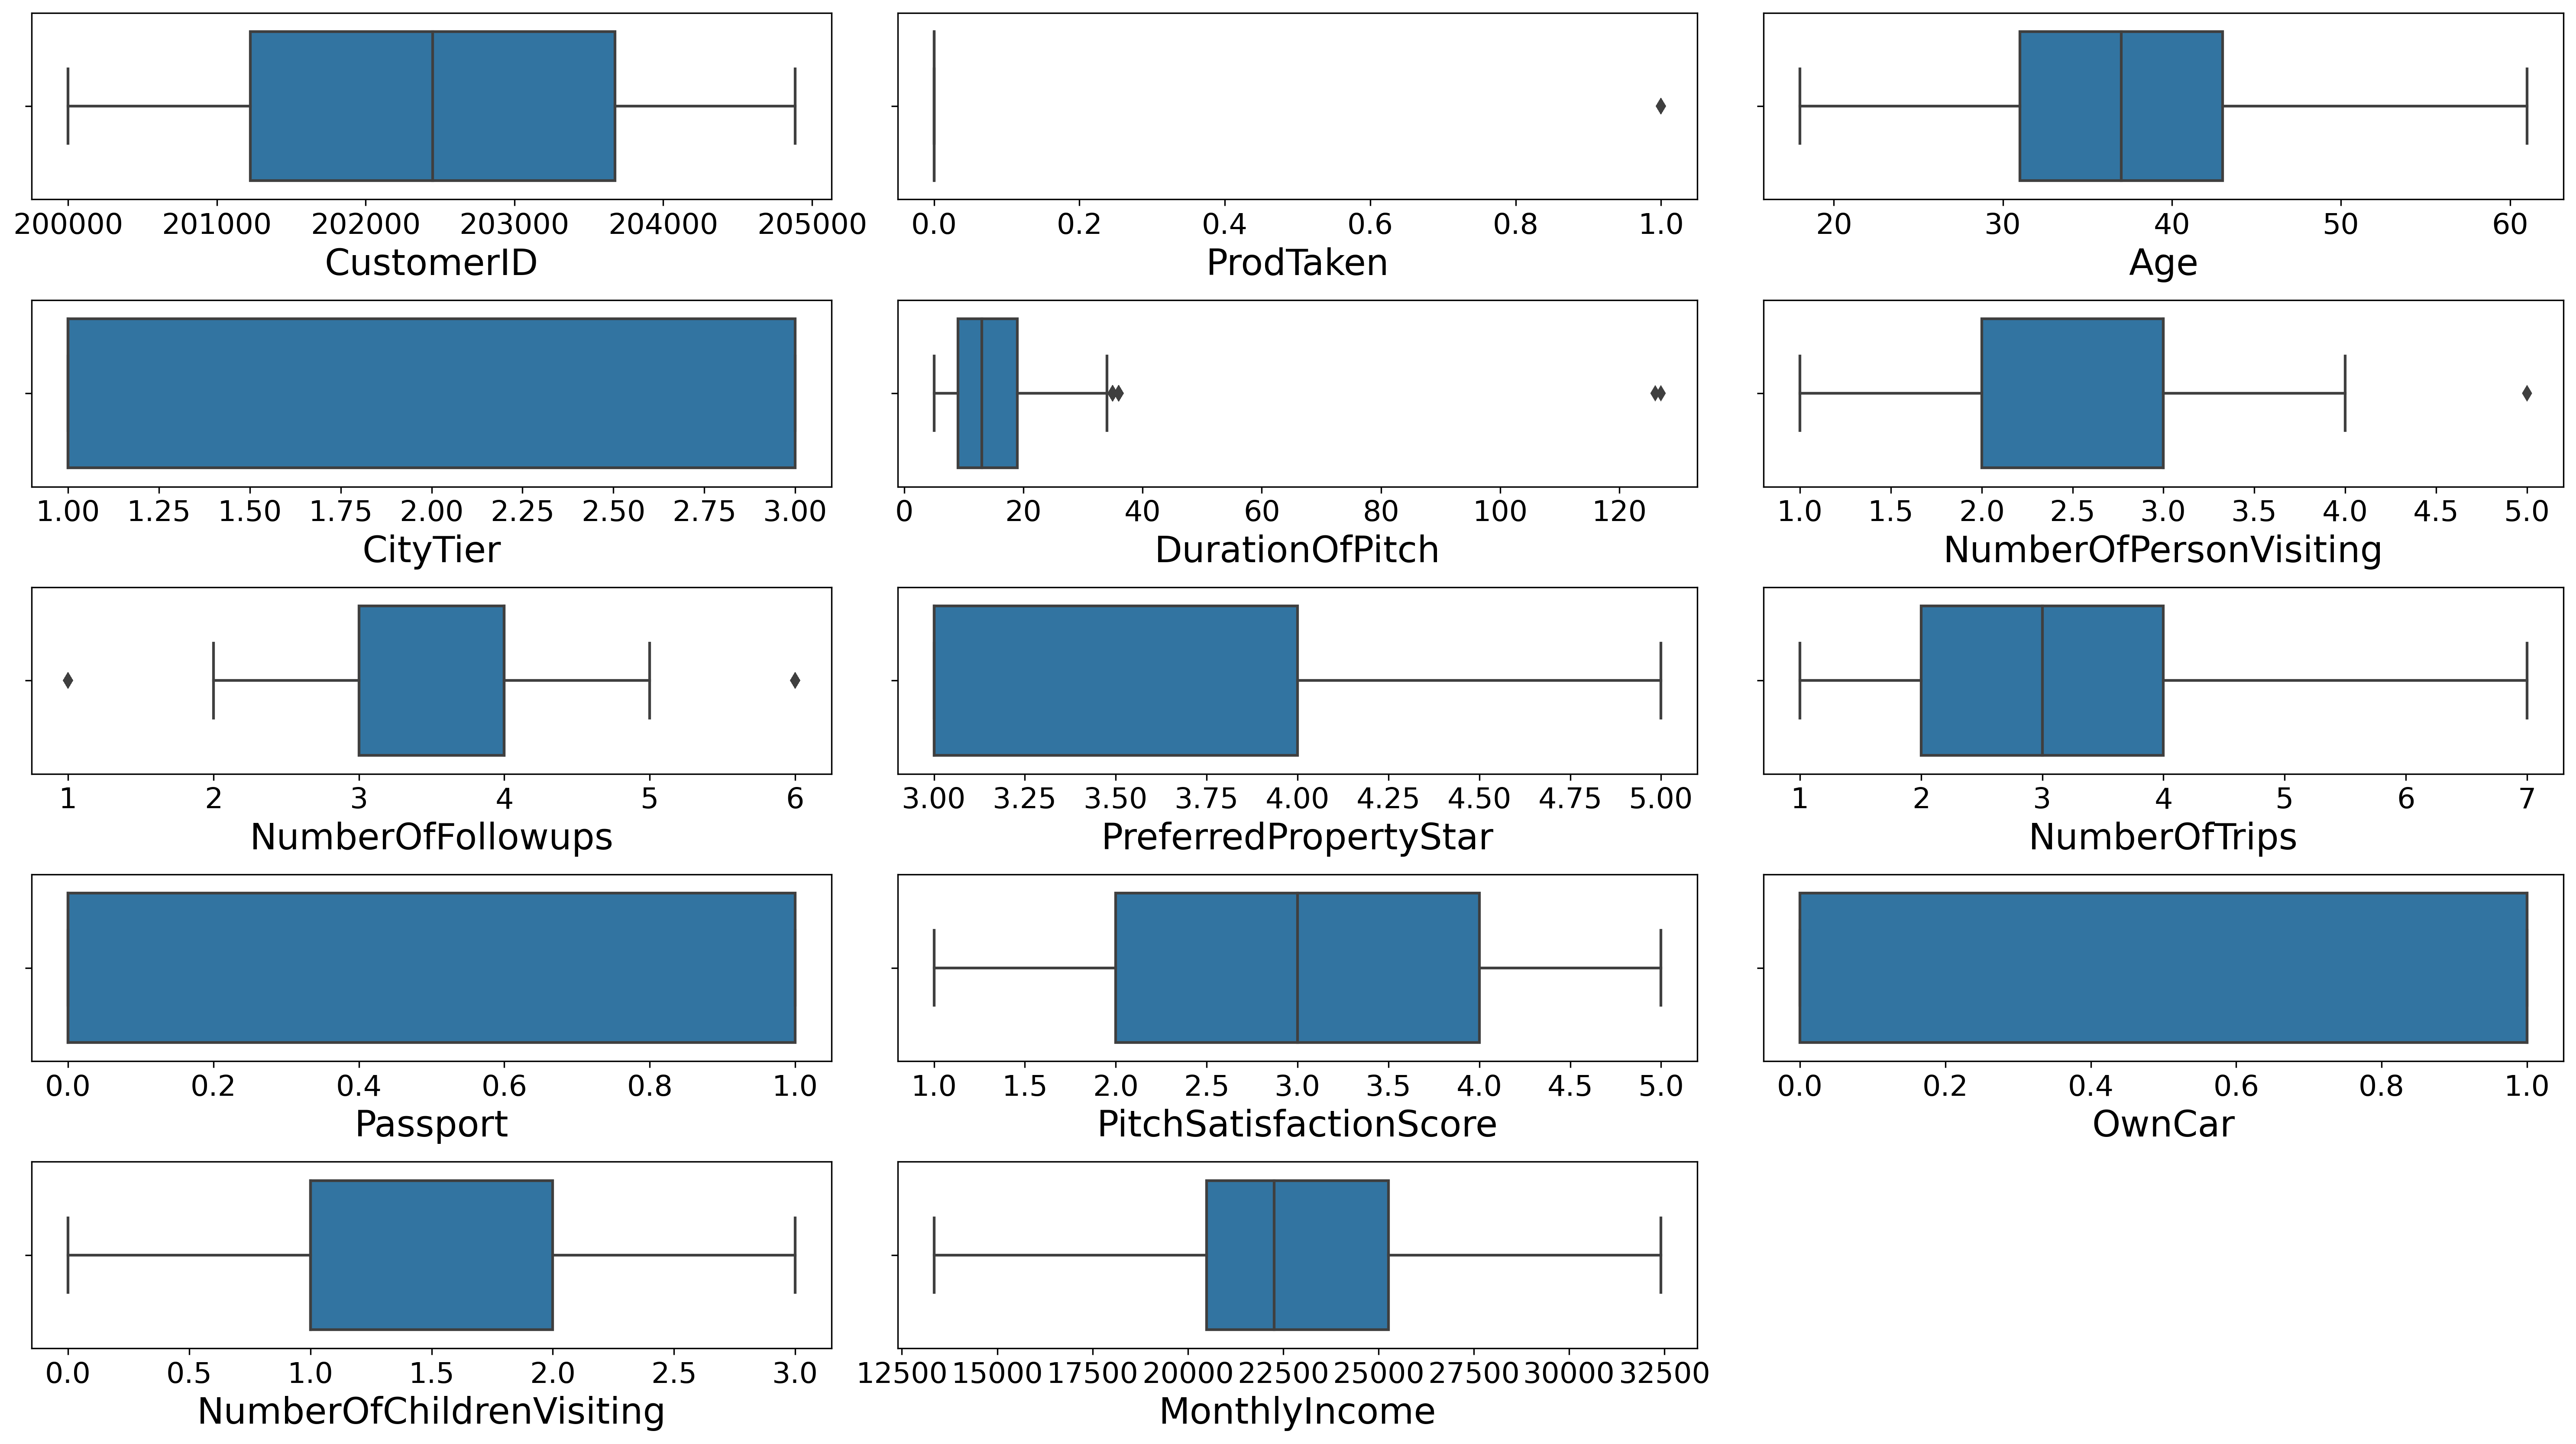 200000 201000 202000 203000 204000 205000
CustomerID
0.0 0.2 0.4 0.6 0.8 1.0
ProdTaken
20 30 40 50 60
Age
1.00 1.25 1.50 1.75 2.00 2.25 2.50 2.75 3.00
CityTier
0 20 40 60 80 100 120
DurationOfPitch
1.0 1.5 2.0 2.5 3.0 3.5 4.0 4.5 5.0
NumberOfPersonVisiting
1 2 3 4 5 6
NumberOfFollowups
3.00 3.25 3.50 3.75 4.00 4.25 4.50 4.75 5.00
PreferredPropertyStar
1 2 3 4 5 6 7
NumberOfTrips
0.0 0.2 0.4 0.6 0.8 1.0
Passport
1.0 1.5 2.0 2.5 3.0 3.5 4.0 4.5 5.0
PitchSatisfactionScore
0.0 0.2 0.4 0.6 0.8 1.0
OwnCar
0.0 0.5 1.0 1.5 2.0 2.5 3.0
NumberOfChildrenVisiting
12500 15000 17500 20000 22500 25000 27500 30000 32500
MonthlyIncome